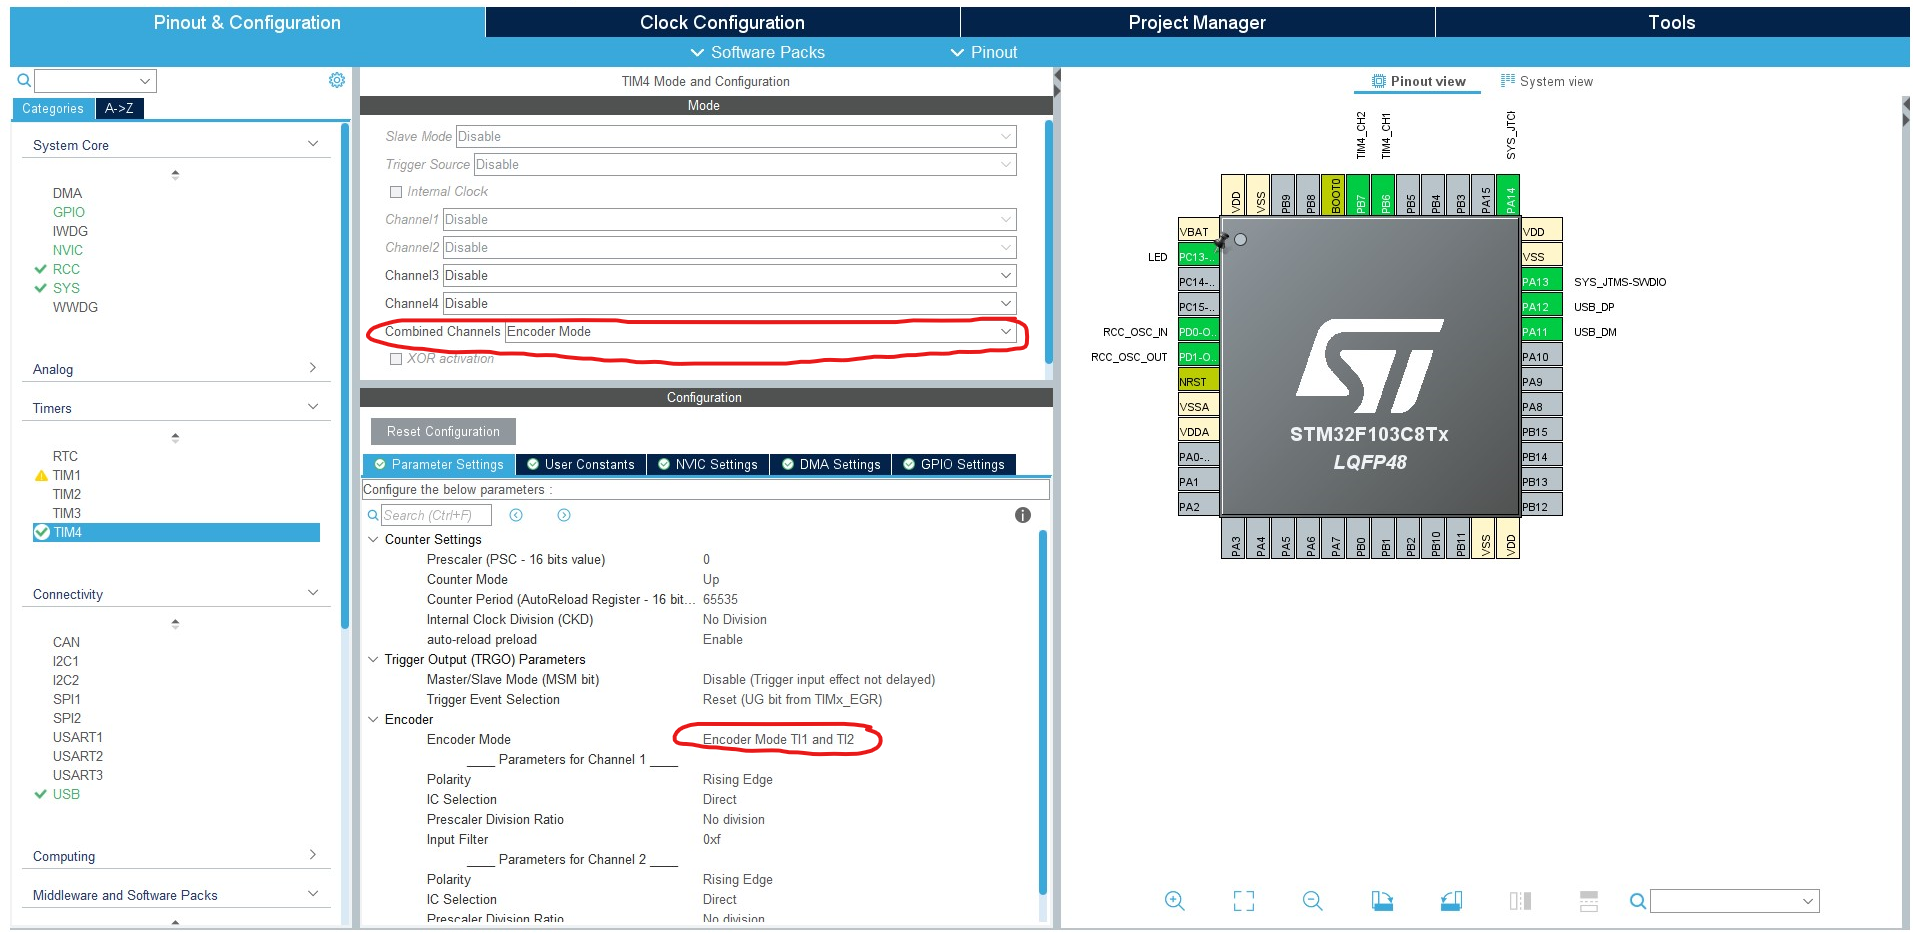 Pinout & Configuration
Clock Configuration
Project Manager
Tools
Software Packs
Pinout
Categories
A->Z
System Core
DMA
GPIO
IWDG
NVIC
RCC
SYS
WWDG
Analog
Timers
RTC
TIM1
TIM2
TIM3
TIM4
Connectivity
CAN
I2C1
I2C2
SPI1
SPI2
USART1
USART2
USART3
USB
Computing
Middleware and Software Packs
TIM4 Mode and Configuration
Mode
Slave Mode Disable
Trigger Source Disable
Internal Clock
Channel1 Disable
Channel2 Disable
Channel3 Disable
Channel4 Disable
Combined Channels Encoder Mode
XOR activation
Configuration
Reset Configuration
Parameter Settings
User Constants
NVIC Settings
DMA Settings
GPIO Settings
Configure the below parameters :
Search (Ctrl+F)
Counter Settings
Prescaler (PSC - 16 bits value) 0
Counter Mode Up
Counter Period (AutoReload Register - 16 bit... 65535
Internal Clock Division (CKD) No Division
auto-reload preload Enable
Trigger Output (TRGO) Parameters
Master/Slave Mode (MSM bit) Disable (Trigger input effect not delayed)
Trigger Event Selection Reset (UG bit from TIMx_EGR)
Encoder
Encoder Mode Encoder Mode TI1 and TI2
____ Parameters for Channel 1 ____
Polarity Rising Edge
IC Selection Direct
Prescaler Division Ratio No division
Input Filter 0xf
____ Parameters for Channel 2 ____
Polarity Rising Edge
IC Selection Direct
Prescaler Division Ratio No division
Pinout view
System view
TIM4_CH2
TIM4_CH1
SYS_JTC
VDD
VSS
PB9
PB8
BOOT0
PB7
PB6
PB5
PB4
PB3
PA15
PA14
VBAT
LED PC13-..
PC14-..
PC15-..
RCC_OSC_IN PD0-O..
RCC_OSC_OUT PD1-O..
NRST
VSSA
VDDA
PA0-..
PA1
PA2
ST
STM32F103C8Tx
LQFP48
VDD
VSS
PA13 SYS_JTMS-SWDIO
PA12 USB_DP
PA11 USB_DM
PA10
PA9
PA8
PB15
PB14
PB13
PB12
PA3
PA4
PA5
PA6
PA7
PB0
PB1
PB2
PB10
PB11
VSS
VDD